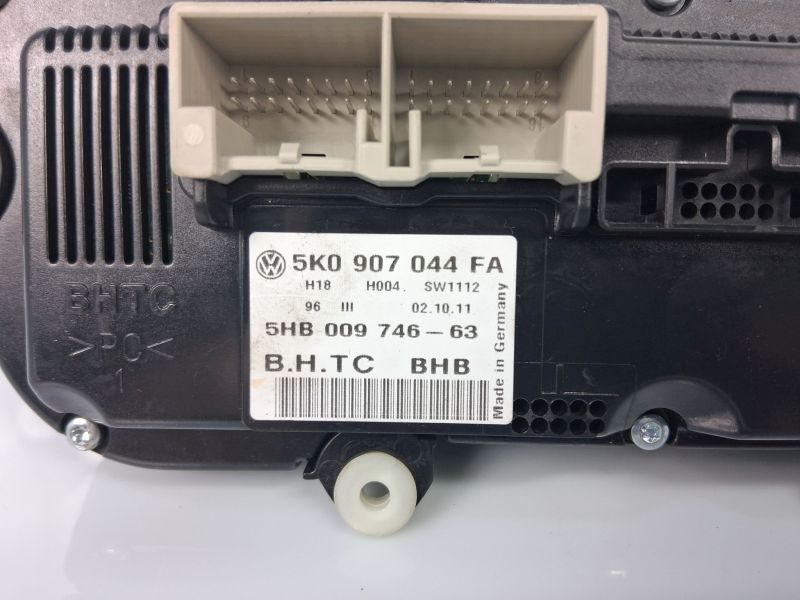 5K0 907 044 FA
H18 H004. SW1112
96 III 02.10.11
5HB 009 746-63
B.H.TC BHB
Made in Germany
BHTC
>PC<
1